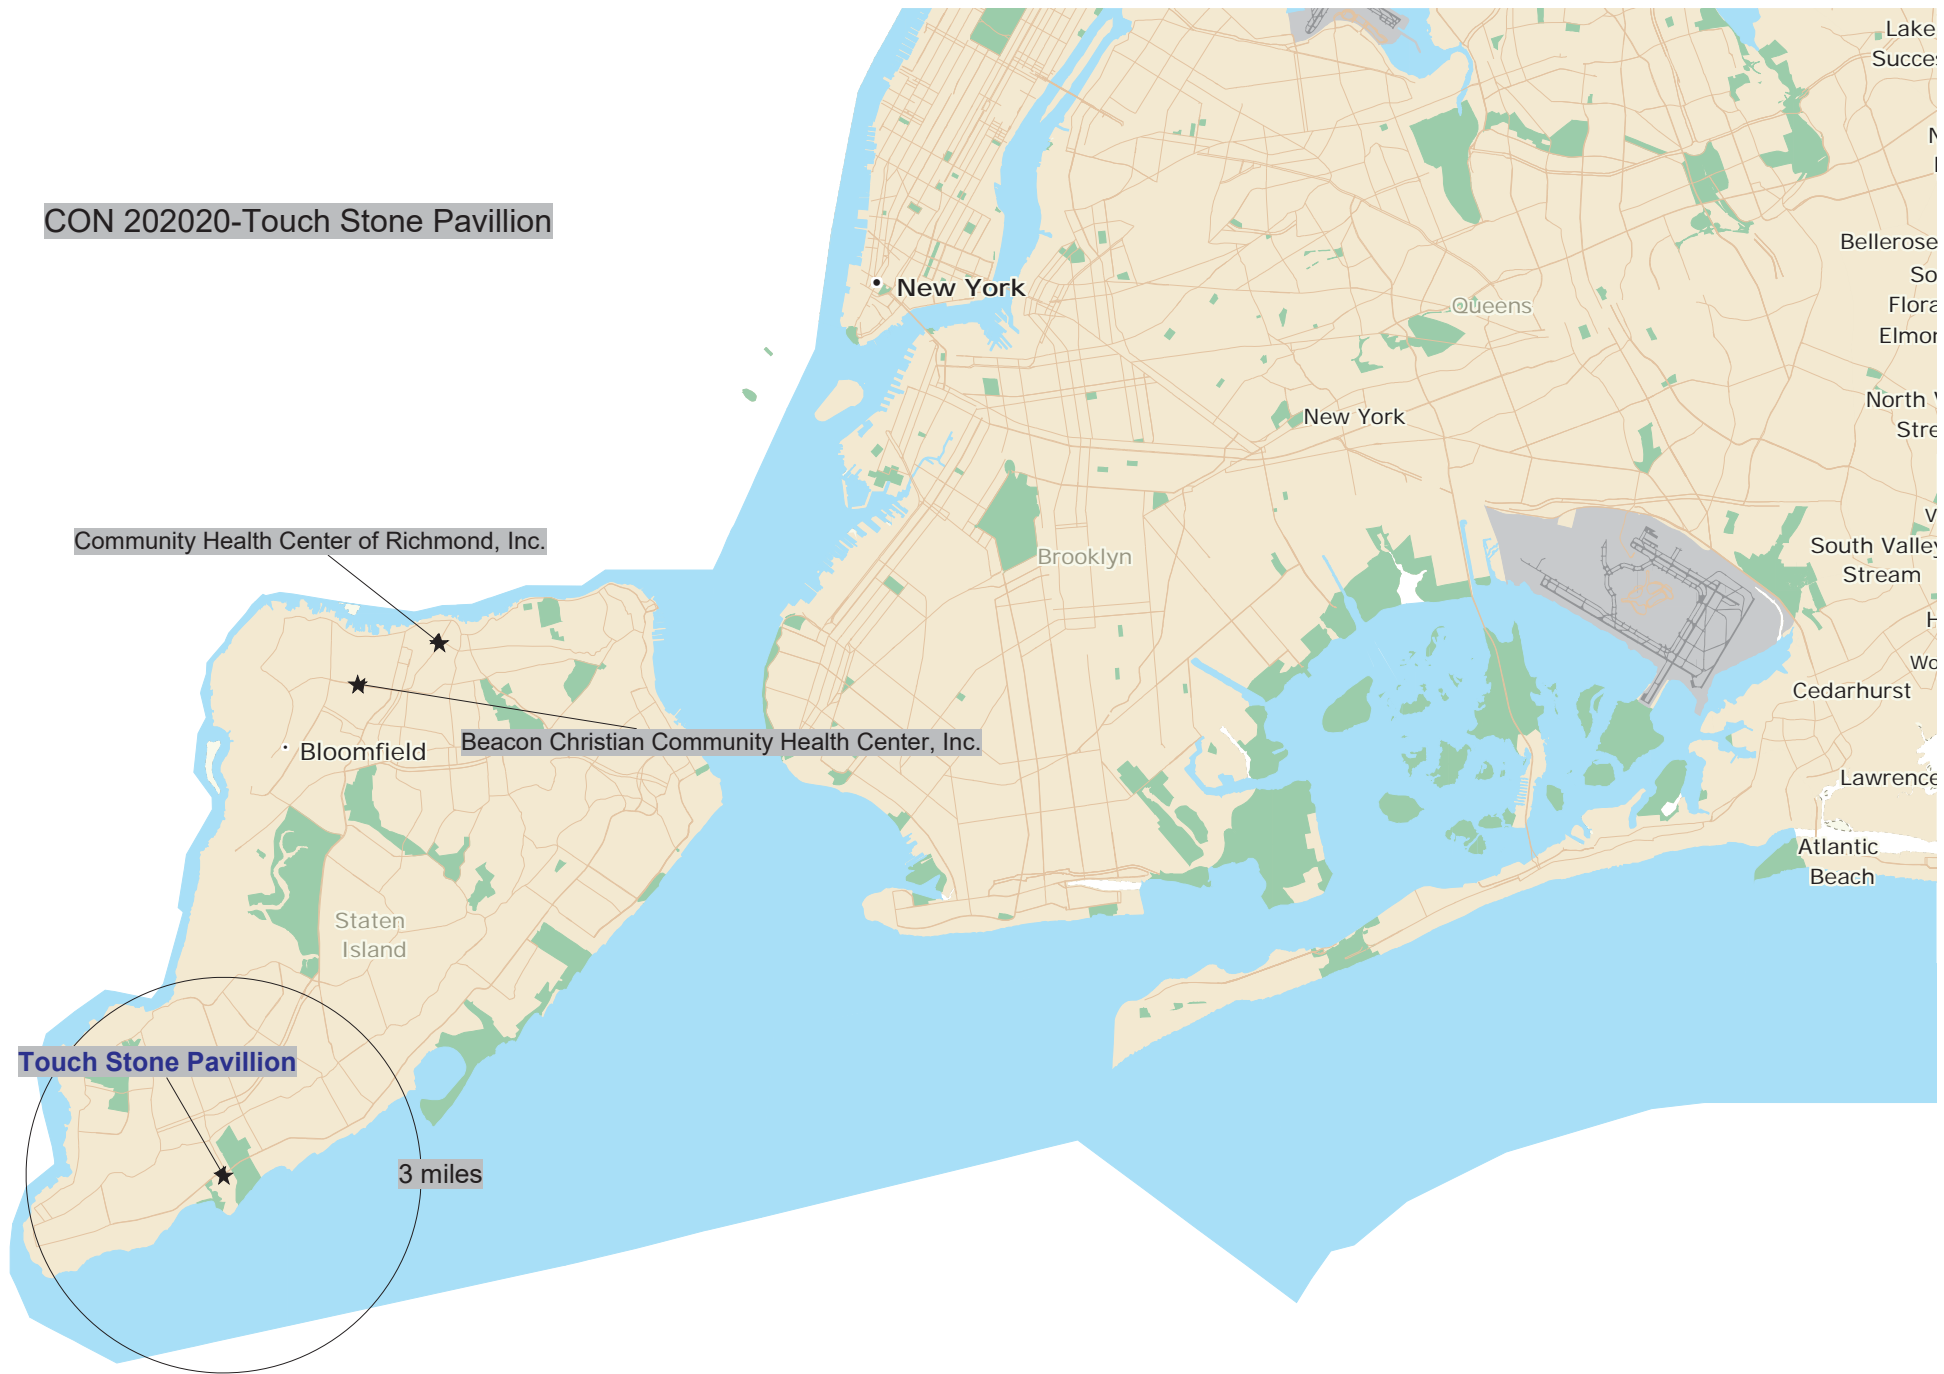 Lake
CON 202020-Touch Stone Pavillion
New York
Bellerose
Queens
New York
Community Health Center of Richmond, Inc.
Brooklyn
South Valley
Stream
Cedarhurst
Beacon Christian Community Health Center, Inc.
Bloomfield
Lawrence
Atlantic
Beach
Staten
Island
Touch Stone Pavillion
3 miles
North